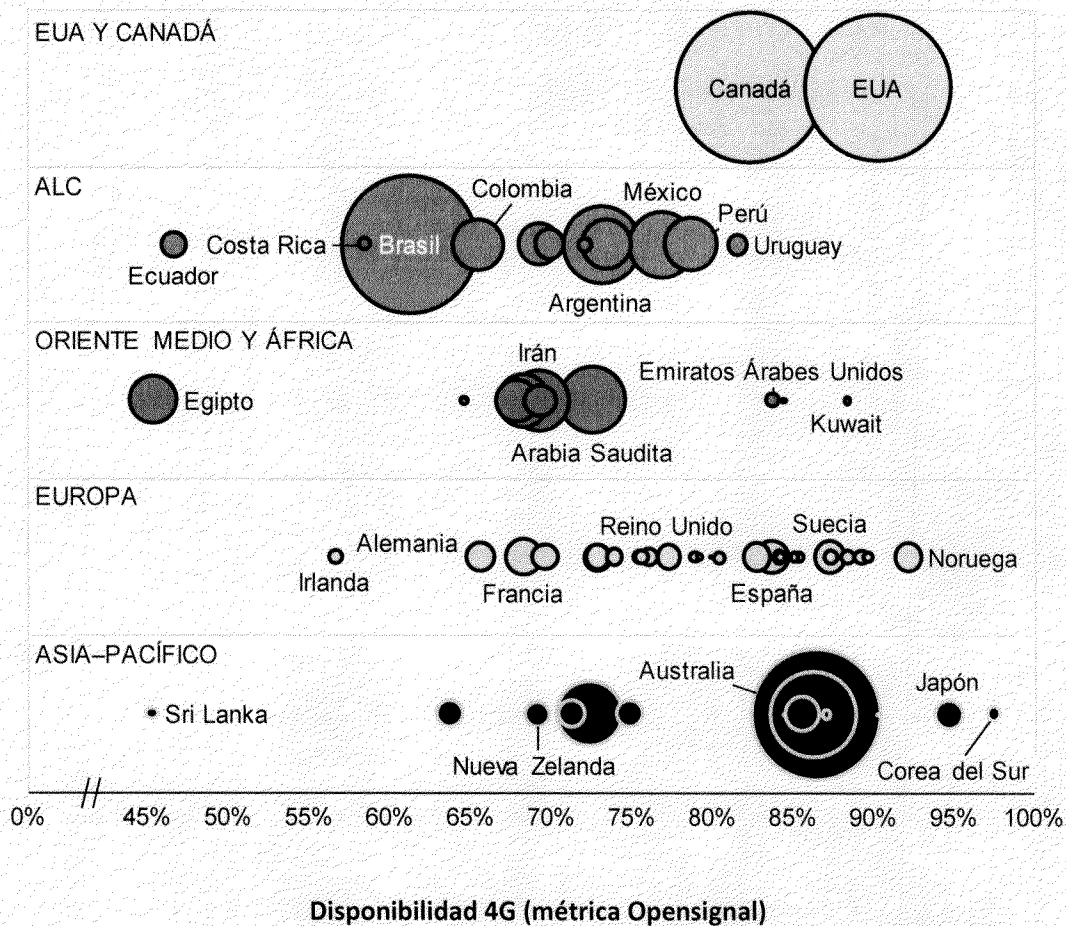 EUA Y CANADÁ
Canadá
EUA
ALC
Colombia
México
Perú
Costa Rica
Brasil
Uruguay
Ecuador
Argentina
ORIENTE MEDIO Y ÁFRICA
Irán
Emiratos Árabes Unidos
Egipto
Kuwait
Arabia Saudita
EUROPA
Reino Unido
Suecia
Alemania
Noruega
Irlanda
Francia
España
ASIA–PACÍFICO
Australia
Japón
Sri Lanka
Nueva Zelanda
Corea del Sur
0% // 45% 50% 55% 60% 65% 70% 75% 80% 85% 90% 95% 100%
Disponibilidad 4G (métrica Opensignal)